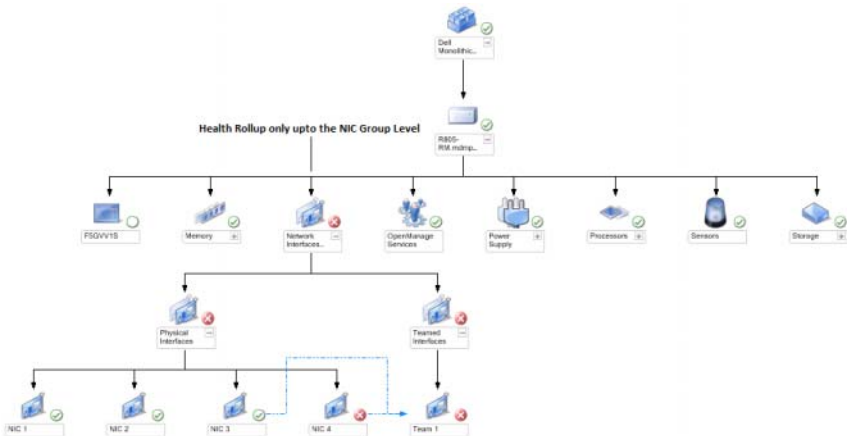 Dell
Monolithic..
Health Rollup only upto the NIC Group Level
R805-
RM.mdmp..
FSGVV1S
Memory
Network
Interfaces..
OpenManage
Services
Power
Supply
Processors
Sensors
Storage
Physical
Interfaces
Teamed
Interfaces
NIC 1
NIC 2
NIC 3
NIC 4
Team 1